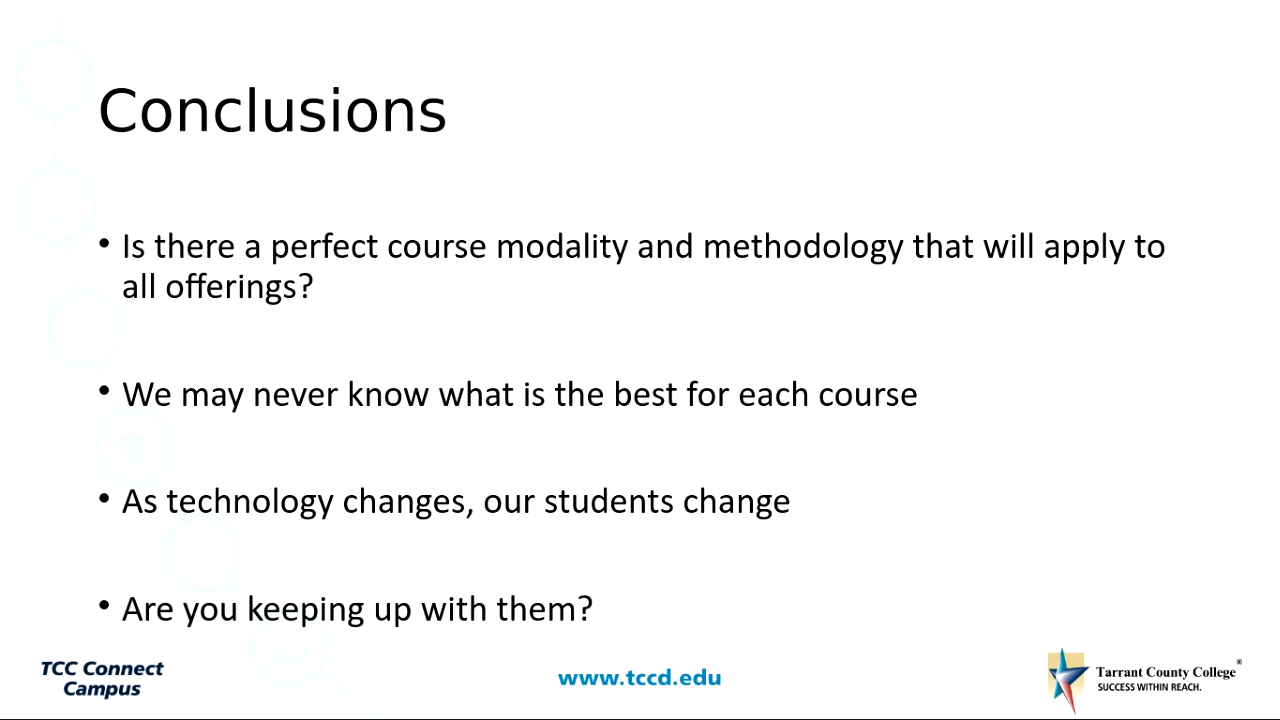 Conclusions
• Is there a perfect course modality and methodology that will apply to
all offerings?
• We may never know what is the best for each course
• As technology changes, our students change
• Are you keeping up with them?
TCC Connect
Campus
www.tccd.edu
Tarrant County College®
SUCCESS WITHIN REACH.